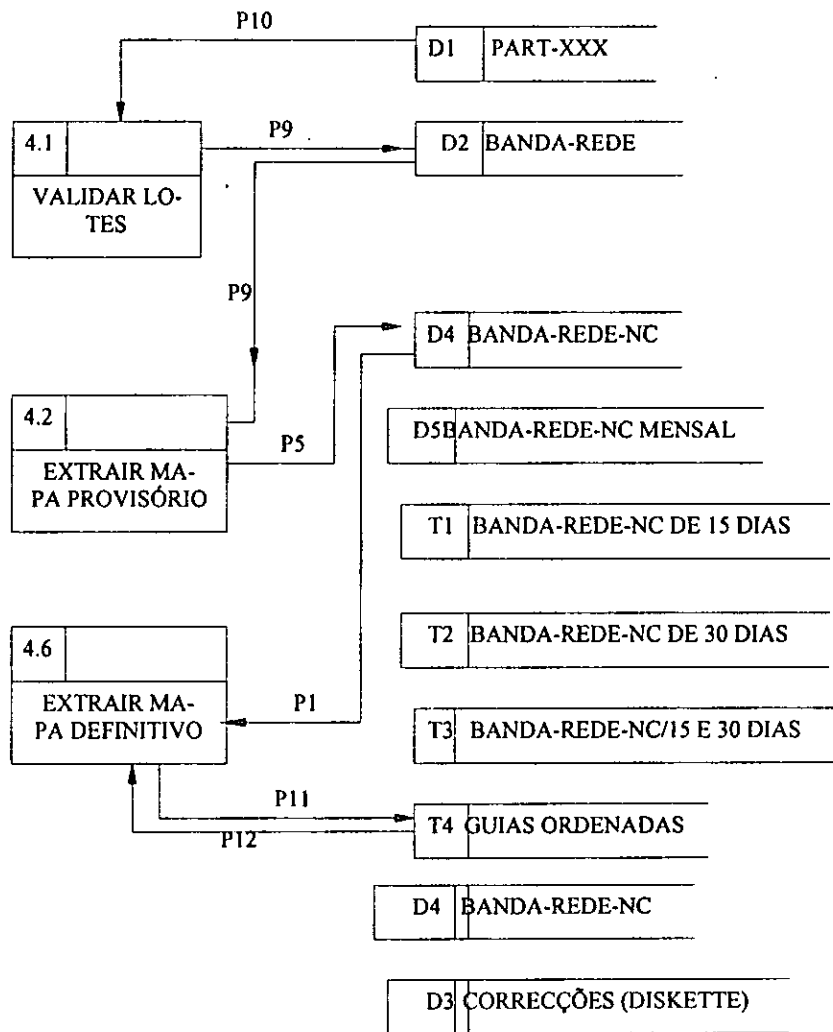 P10
D1 PART-XXX
4.1
P9
D2 BANDA-REDE
VALIDAR LO-
TES
P9
D4 BANDA-REDE-NC
4.2
D5BANDA-REDE-NC MENSAL
P5
EXTRAIR MA-
PA PROVISÓRIO
T1 BANDA-REDE-NC DE 15 DIAS
4.6
T2 BANDA-REDE-NC DE 30 DIAS
EXTRAIR MA-
PA DEFINITIVO
P1
T3 BANDA-REDE-NC/15 E 30 DIAS
P11
T4 GUIAS ORDENADAS
P12
D4 BANDA-REDE-NC
D3 CORRECÇÕES (DISKETTE)